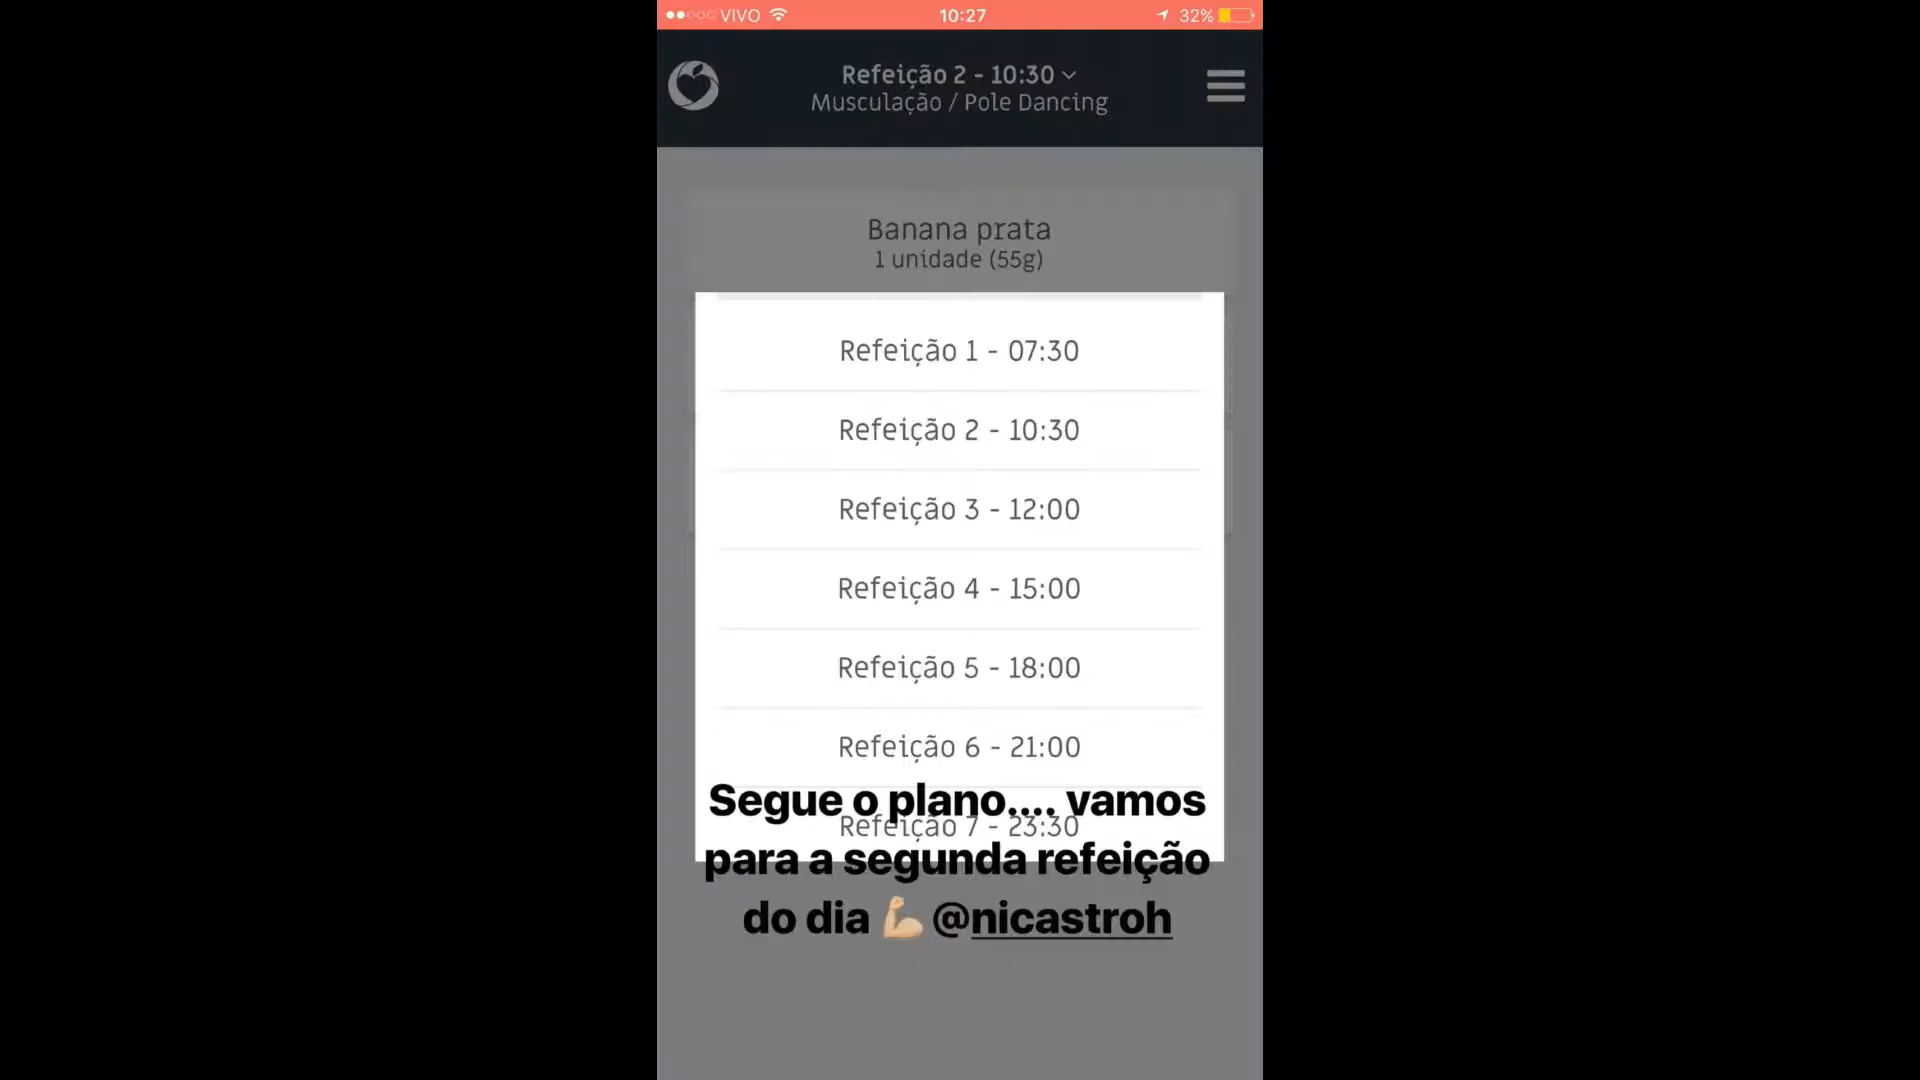 VIVO 10:27 32%
Refeição 2 - 10:30
Musculação / Pole Dancing
Banana prata
1 unidade (55g)
Refeição 1 - 07:30
Refeição 2 - 10:30
Refeição 3 - 12:00
Refeição 4 - 15:00
Refeição 5 - 18:00
Refeição 6 - 21:00
Segue o plano.... vamos
Refeição 7 - 23:30
para a segunda refeição
do dia 💪🏼 @nicastroh